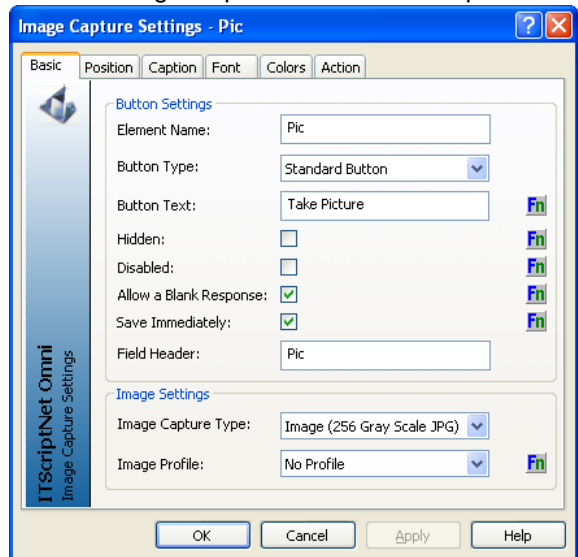 Image Capture Settings - Pic
Basic Position Caption Font Colors Action
Button Settings
Element Name: Pic
Button Type: Standard Button
Button Text: Take Picture Fn
Hidden: Fn
Disabled: Fn
Allow a Blank Response: Fn
Save Immediately: Fn
Field Header: Pic
Image Settings
Image Capture Type: Image (256 Gray Scale JPG)
Image Profile: No Profile Fn
ITScriptNet Omni
Image Capture Settings
OK Cancel Apply Help